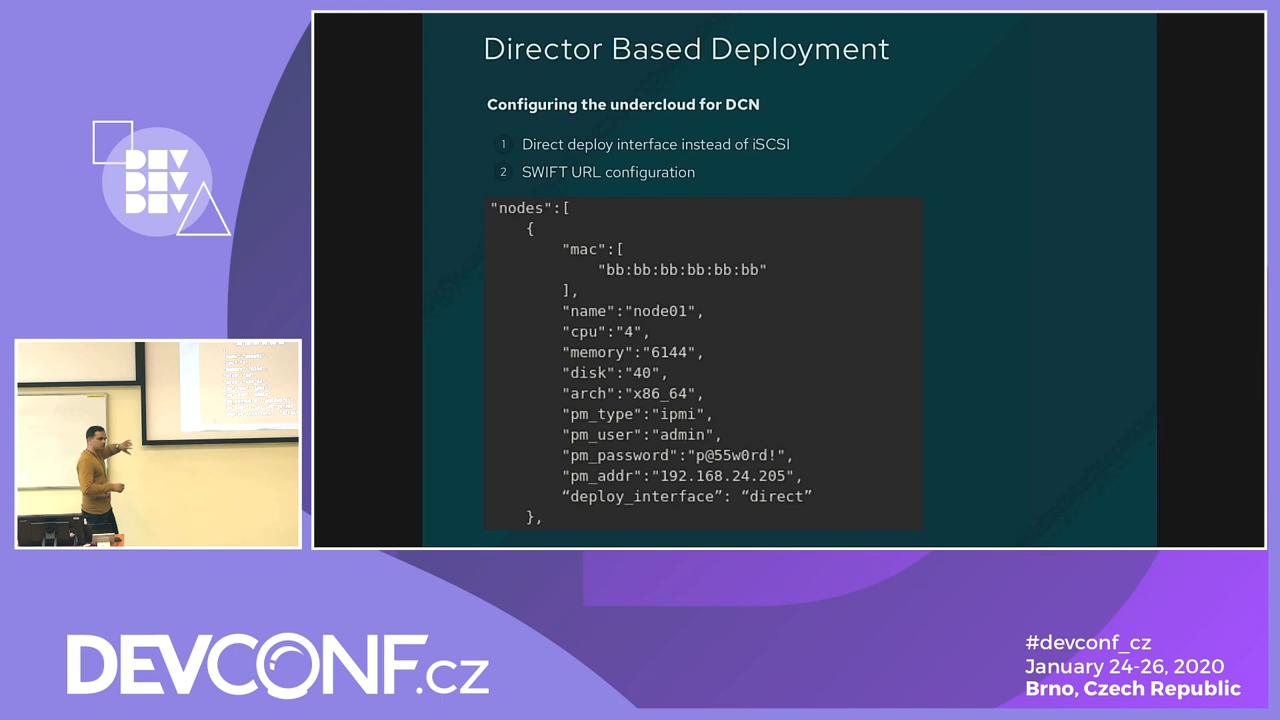 Director Based Deployment
Configuring the undercloud for DCN
1 Direct deploy interface instead of iSCSI
2 SWIFT URL configuration
"nodes":[
{
"mac":[
"bb:bb:bb:bb:bb:bb"
],
"name":"node01",
"cpu":"4",
"memory":"6144",
"disk":"40",
"arch":"x86_64",
"pm_type":"ipmi",
"pm_user":"admin",
"pm_password":"p@55w0rd!",
"pm_addr":"192.168.24.205",
“deploy_interface”: “direct”
},
DEV
DEV
DEV
DEVCONF.cz
#devconf_cz
January 24-26, 2020
Brno, Czech Republic